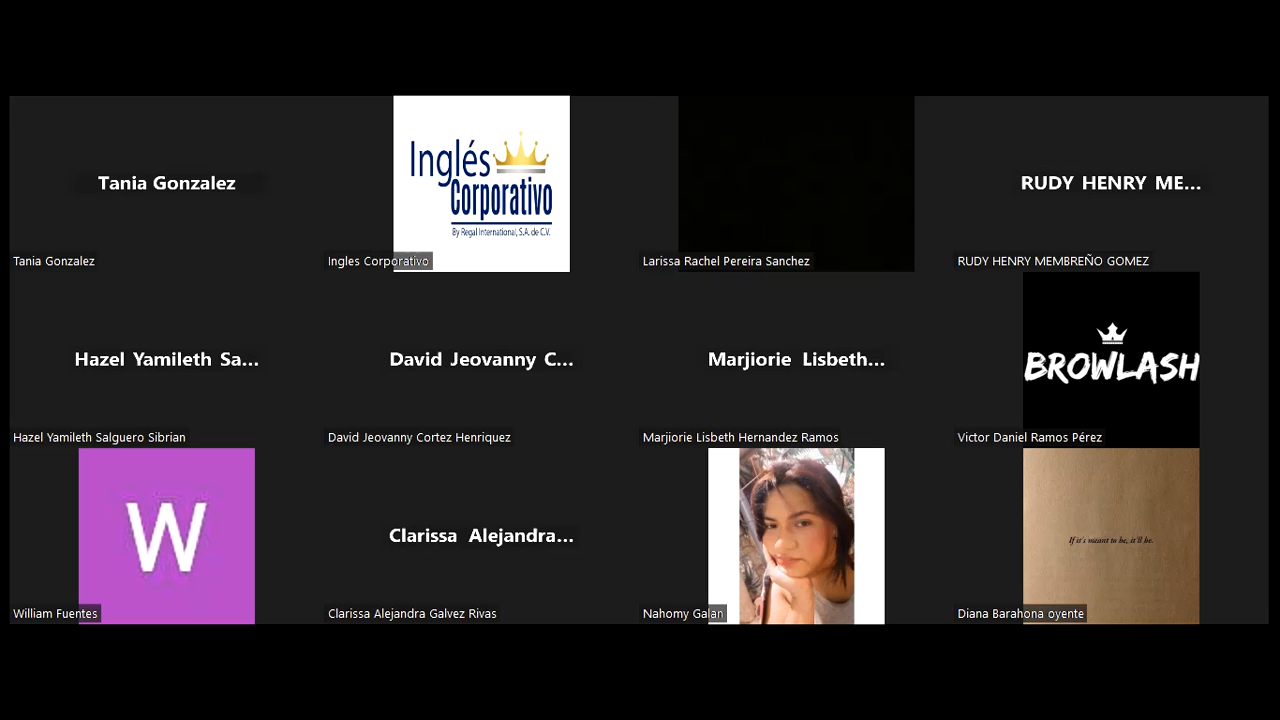 Tania Gonzalez
Tania Gonzalez
Inglés
Corporativo
By Regal International, S.A. de C.V.
Ingles Corporativo
Larissa Rachel Pereira Sanchez
RUDY HENRY ME...
RUDY HENRY MEMBREÑO GOMEZ
Hazel Yamileth Sa...
Hazel Yamileth Salguero Sibrian
David Jeovanny C...
David Jeovanny Cortez Henriquez
Marjiorie Lisbeth...
Marjiorie Lisbeth Hernandez Ramos
BROWLASH
Victor Daniel Ramos Pérez
W
William Fuentes
Clarissa Alejandra...
Clarissa Alejandra Galvez Rivas
Nahomy Galan
If it's meant to be, it'll be.
Diana Barahona oyente